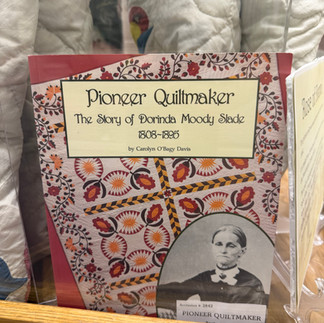 Pioneer Quiltmaker
The Story of Dorinda Moody Slade
1808~1895
by Carolyn O'Bagy Davis
PIONEER QUILTMAKER